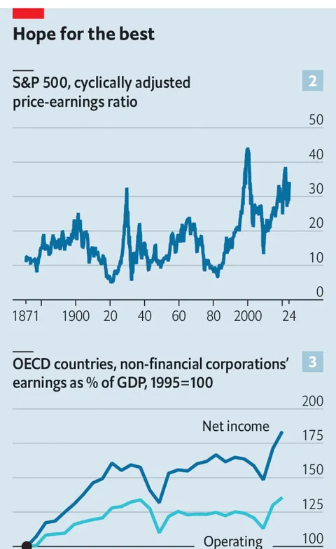 Hope for the best
S&P 500, cyclically adjusted
price-earnings ratio
2
50
40
30
20
10
0
1871 1900 20 40 60 80 2000 24
OECD countries, non-financial corporations’
earnings as % of GDP, 1995=100
3
200
Net income
175
150
125
100
Operating